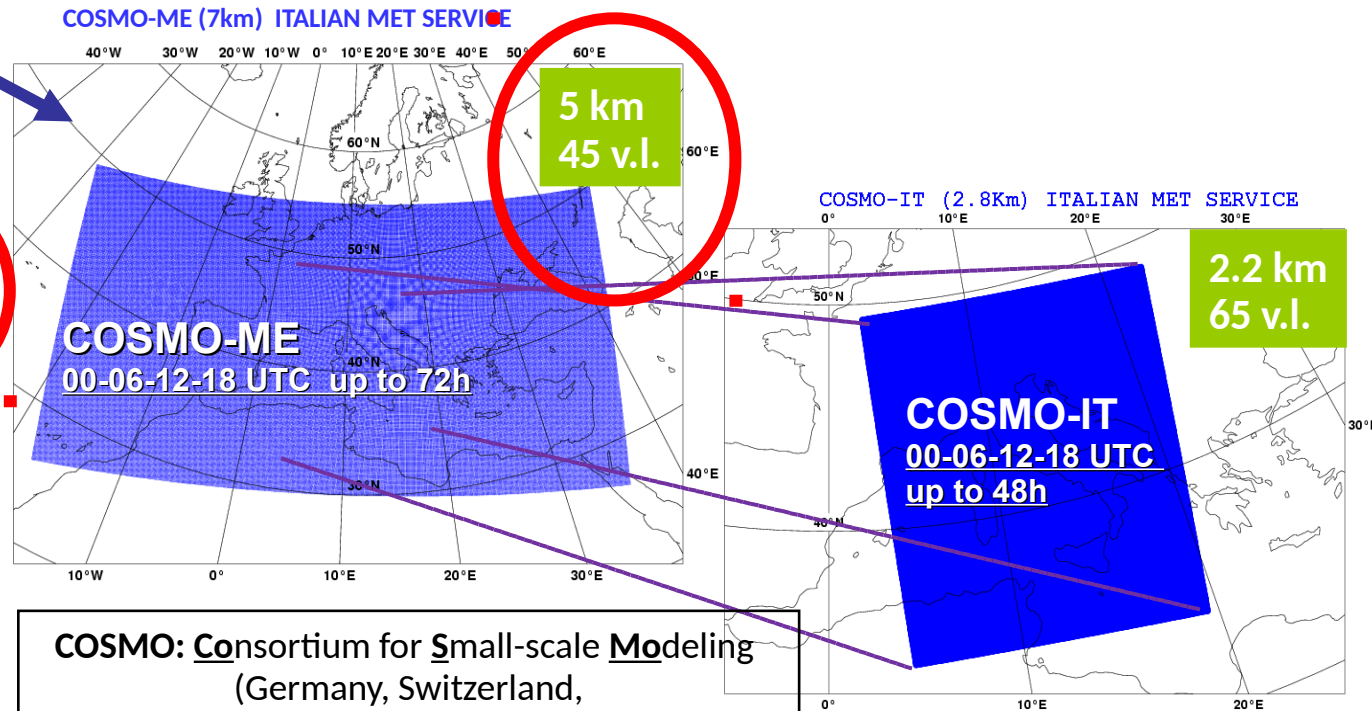 COSMO-ME (7km) ITALIAN MET SERVICE
40°W 30°W 20°W 10°W 0° 10°E 20°E 30°E 40°E 60°E
5 km
45 v.l.
60°N
60°E
50°N
COSMO-ME
40°N
00-06-12-18 UTC up to 72h
40°E
30°N
10°W 0° 10°E 20°E 30°E
COSMO-IT (2.8Km) ITALIAN MET SERVICE
0° 10°E 20°E 30°E
2.2 km
65 v.l.
50°N
COSMO-IT
00-06-12-18 UTC
up to 48h
40°N
0° 10°E 20°E
COSMO: Consortium for Small-scale Modeling
(Germany, Switzerland,